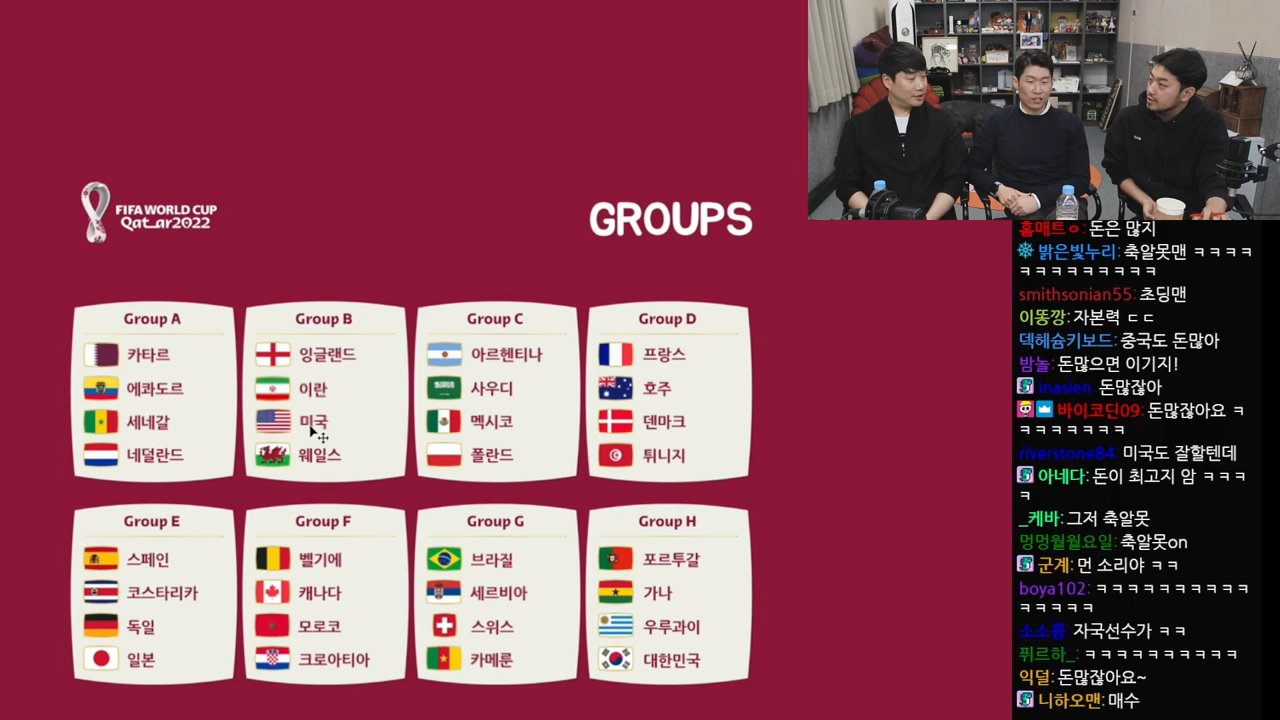 FIFA WORLD CUP
Qatar2022
GROUPS
Group A
카타르
에콰도르
세네갈
네덜란드
Group B
잉글랜드
이란
미국
웨일스
Group C
아르헨티나
사우디
멕시코
폴란드
Group D
프랑스
호주
덴마크
튀니지
Group E
스페인
코스타리카
독일
일본
Group F
벨기에
캐나다
모로코
크로아티아
Group G
브라질
세르비아
스위스
카메룬
Group H
포르투갈
가나
우루과이
대한민국
홈매트ㅇ: 돈은 많지
밝은빛누리: 축알못맨 ㅋㅋㅋㅋ
ㅋㅋㅋㅋㅋㅋㅋㅋㅋ
smithsonian55: 초딩맨
이똥깡: 자본력 ㄷㄷ
덱헤슘키보드: 중국도 돈많아
밤놀: 돈많으면 이기지!
inasien 돈많잖아
바이코딘09: 돈많잖아요 ㅋ
ㅋㅋㅋㅋㅋㅋㅋ
riverstone84: 미국도 잘할텐데
아네다: 돈이 최고지 암 ㅋㅋㅋ
ㅋ
_케바: 그저 축알못
멍멍월월요일: 축알못on
군계: 먼 소리야 ㅋㅋ
boya102: ㅋㅋㅋㅋㅋㅋㅋㅋㅋㅋ
ㅋㅋㅋㅋㅋ
소소름: 자국선수가 ㅋㅋ
퓌르하_: ㅋㅋㅋㅋㅋㅋㅋㅋㅋㅋ
익덜: 돈많잖아요~
니하오맨: 매수